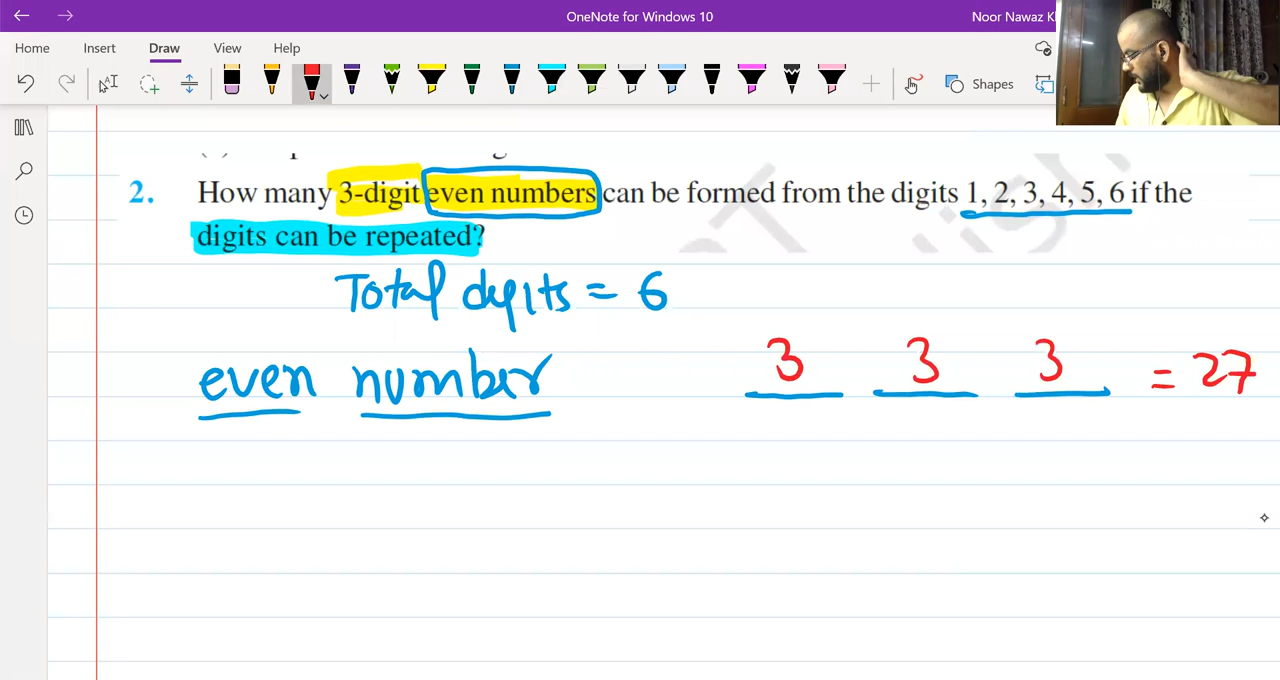 OneNote for Windows 10
Noor Nawaz Kh
Home Insert Draw View Help
Shapes
2. How many 3-digit even numbers can be formed from the digits 1, 2, 3, 4, 5, 6 if the
digits can be repeated?
Total digits = 6
even number 3 3 3 = 27